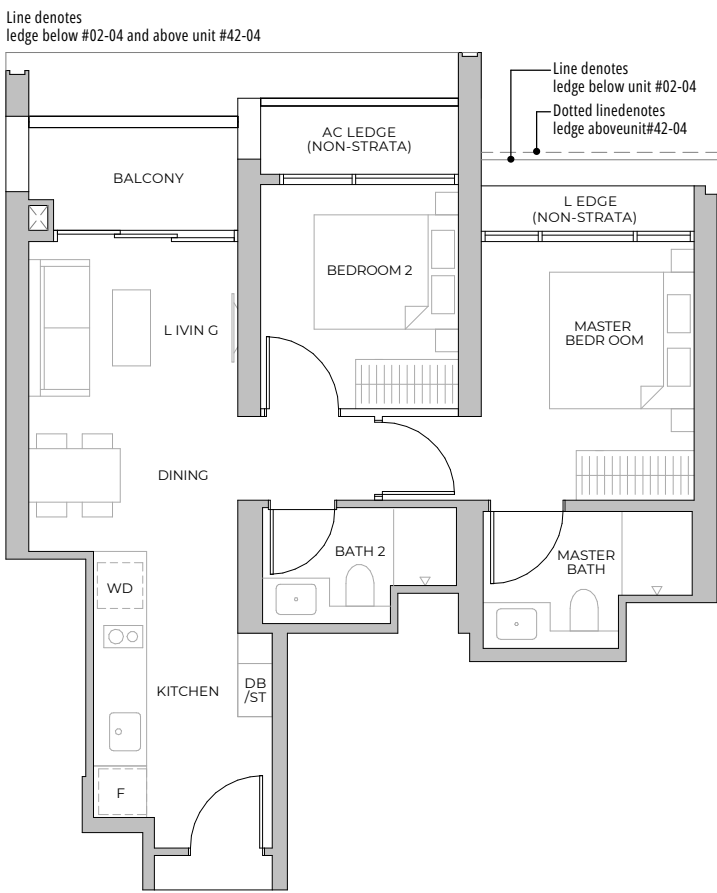 Line denotes
ledge below #02-04 and above unit #42-04
Line denotes
ledge below unit #02-04
Dotted linedenotes
ledge aboveunit#42-04
AC LEDGE
(NON-STRATA)
BALCONY
L EDGE
(NON-STRATA)
BEDROOM 2
L IVIN G
MASTER
BEDR OOM
DINING
BATH 2
MASTER
BATH
WD
KITCHEN
DB
/ST
F